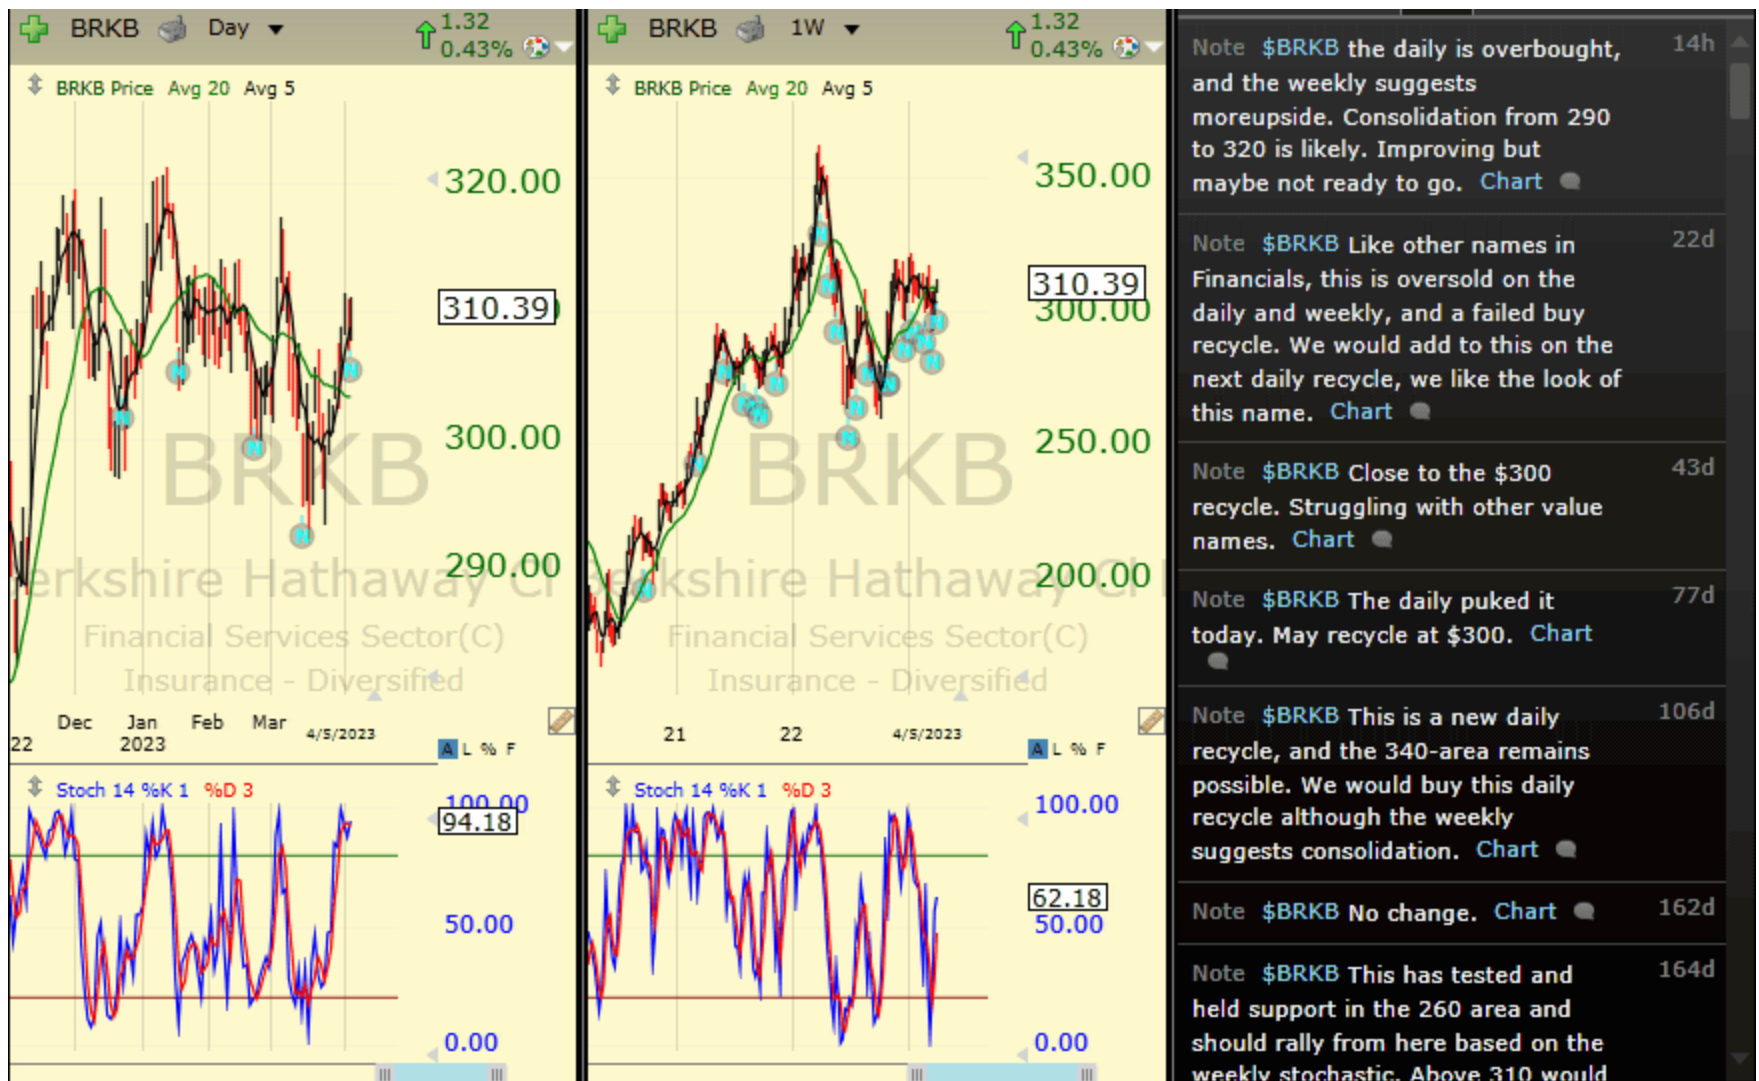 BRKB Day 1.32
0.43%
BRKB Price Avg 20 Avg 5
320.00
310.39
300.00
290.00
BRKB
erkshire Hathaway Cl
Financial Services Sector(C)
Insurance - Diversified
Dec Jan Feb Mar 4/5/2023
22 2023
A L % F
Stoch 14 %K 1 %D 3
100.00
94.18
50.00
0.00
BRKB 1W 1.32
0.43%
BRKB Price Avg 20 Avg 5
350.00
310.39
300.00
250.00
200.00
BRKB
Berkshire Hathaway Cl
Financial Services Sector(C)
Insurance - Diversified
21 22 4/5/2023
A L % F
Stoch 14 %K 1 %D 3
100.00
62.18
50.00
0.00
Note $BRKB the daily is overbought, 14h
and the weekly suggests
moreupside. Consolidation from 290
to 320 is likely. Improving but
maybe not ready to go. Chart
Note $BRKB Like other names in 22d
Financials, this is oversold on the
daily and weekly, and a failed buy
recycle. We would add to this on the
next daily recycle, we like the look of
this name. Chart
Note $BRKB Close to the $300 43d
recycle. Struggling with other value
names. Chart
Note $BRKB The daily puked it 77d
today. May recycle at $300. Chart
Note $BRKB This is a new daily 106d
recycle, and the 340-area remains
possible. We would buy this daily
recycle although the weekly
suggests consolidation. Chart
Note $BRKB No change. Chart 162d
Note $BRKB This has tested and 164d
held support in the 260 area and
should rally from here based on the
weekly stochastic. Above 310 would